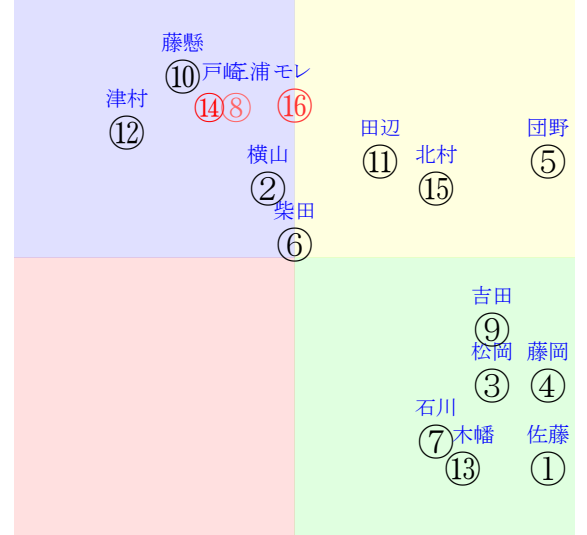 藤懸
⑩
戸崎
⑭
三浦
⑧
モレ
⑯
津村
⑫
田辺
⑪
団野
⑤
横山
②
北村
⑮
柴田
⑥
吉田
⑨
松岡
③
藤岡
④
石川
⑦
木幡
⑬
佐藤
①